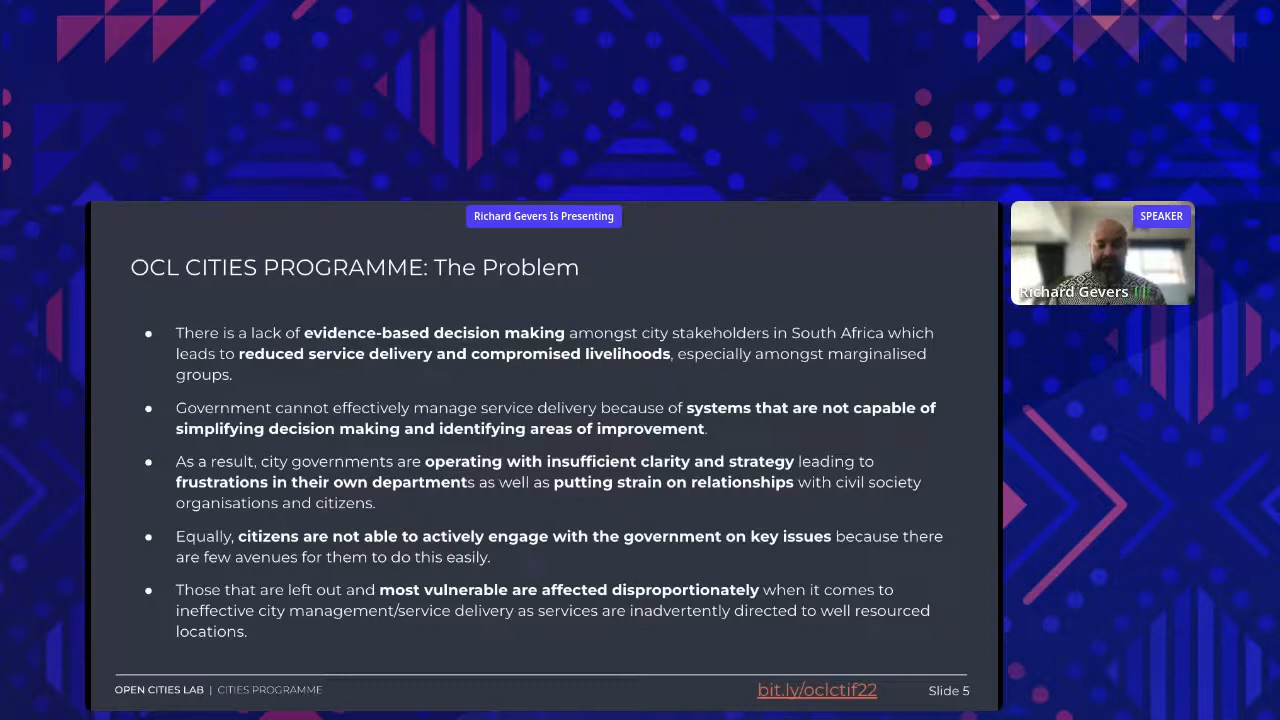 Richard Gevers Is Presenting
SPEAKER
Richard Gevers
OCL CITIES PROGRAMME: The Problem
● There is a lack of evidence-based decision making amongst city stakeholders in South Africa which
leads to reduced service delivery and compromised livelihoods, especially amongst marginalised
groups.
● Government cannot effectively manage service delivery because of systems that are not capable of
simplifying decision making and identifying areas of improvement.
● As a result, city governments are operating with insufficient clarity and strategy leading to
frustrations in their own departments as well as putting strain on relationships with civil society
organisations and citizens.
● Equally, citizens are not able to actively engage with the government on key issues because there
are few avenues for them to do this easily.
● Those that are left out and most vulnerable are affected disproportionately when it comes to
ineffective city management/service delivery as services are inadvertently directed to well resourced
locations.
OPEN CITIES LAB | CITIES PROGRAMME
bit.ly/oclctif22
Slide 5